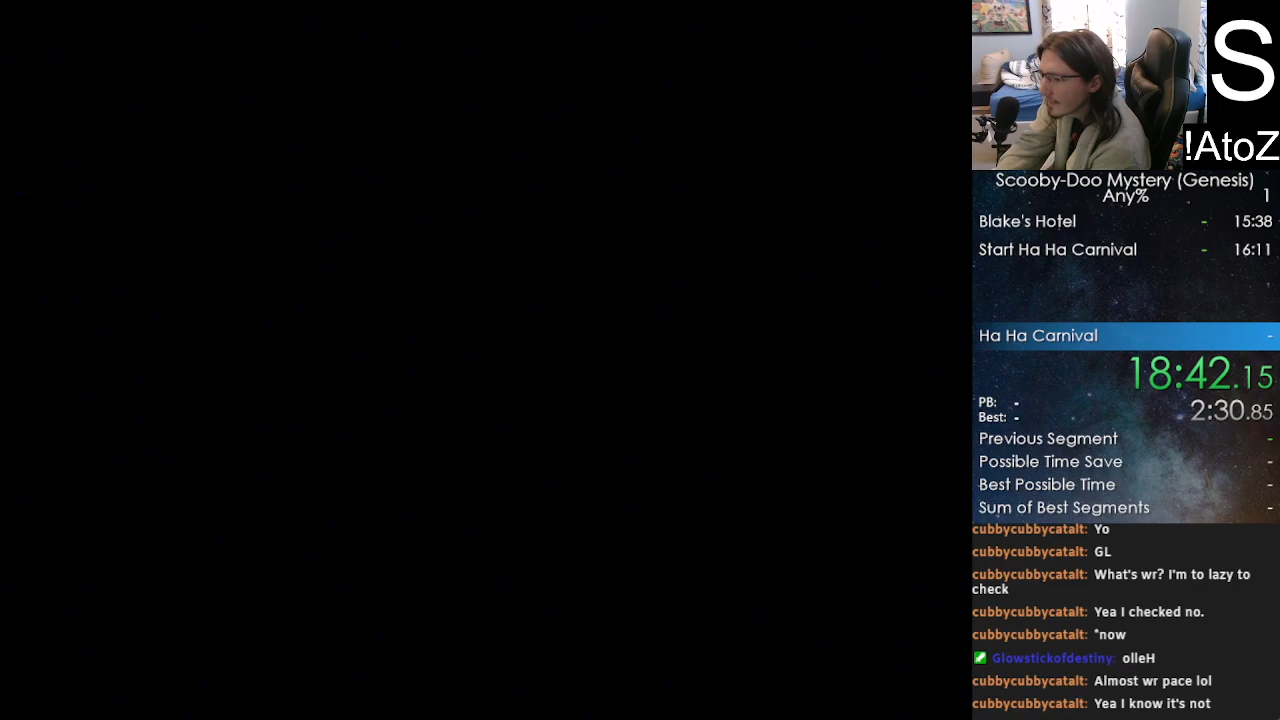 S
!AtoZ
Scooby-Doo Mystery (Genesis)
Any% 1
Blake's Hotel - 15:38
Start Ha Ha Carnival - 16:11
Ha Ha Carnival -
18:42.15
PB: - 2:30.85
Best: -
Previous Segment -
Possible Time Save -
Best Possible Time -
Sum of Best Segments -
cubbycubbycatalt: Yo
cubbycubbycatalt: GL
cubbycubbycatalt: What's wr? I'm to lazy to
check
cubbycubbycatalt: Yea I checked no.
cubbycubbycatalt: *now
Glowstickofdestiny: olleH
cubbycubbycatalt: Almost wr pace lol
cubbycubbycatalt: Yea I know it's not